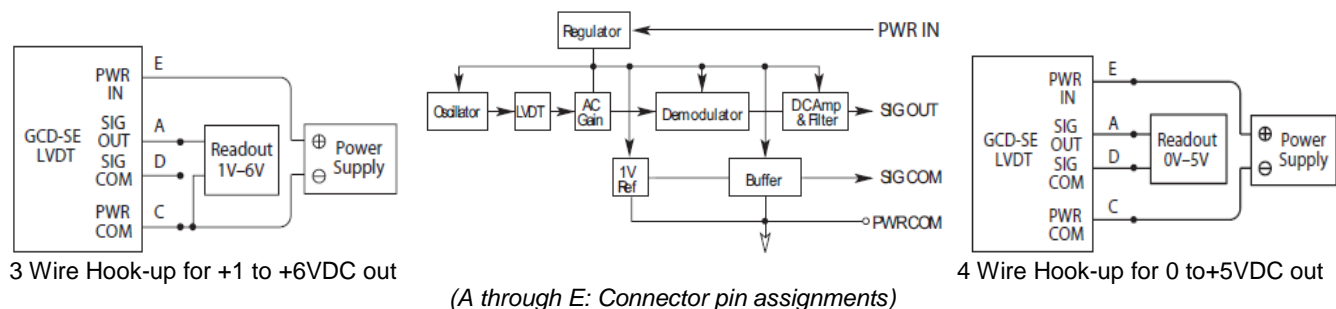 PWR IN
E
SIG OUT
A
SIG COM
D
PWR COM
C
GCD-SE LVDT
Readout
1V–6V
⊕ Power
⊖ Supply
3 Wire Hook-up for +1 to +6VDC out
Regulator
PWR IN
Oscillator
LVDT
AC
Gain
Demodulator
DC Amp
& Filter
SIG OUT
1V
Ref
Buffer
SIG COM
PWR COM
(A through E: Connector pin assignments)
PWR IN
E
SIG OUT
A
SIG COM
D
PWR COM
C
GCD-SE LVDT
Readout
0V–5V
⊕ Power
⊖ Supply
4 Wire Hook-up for 0 to+5VDC out